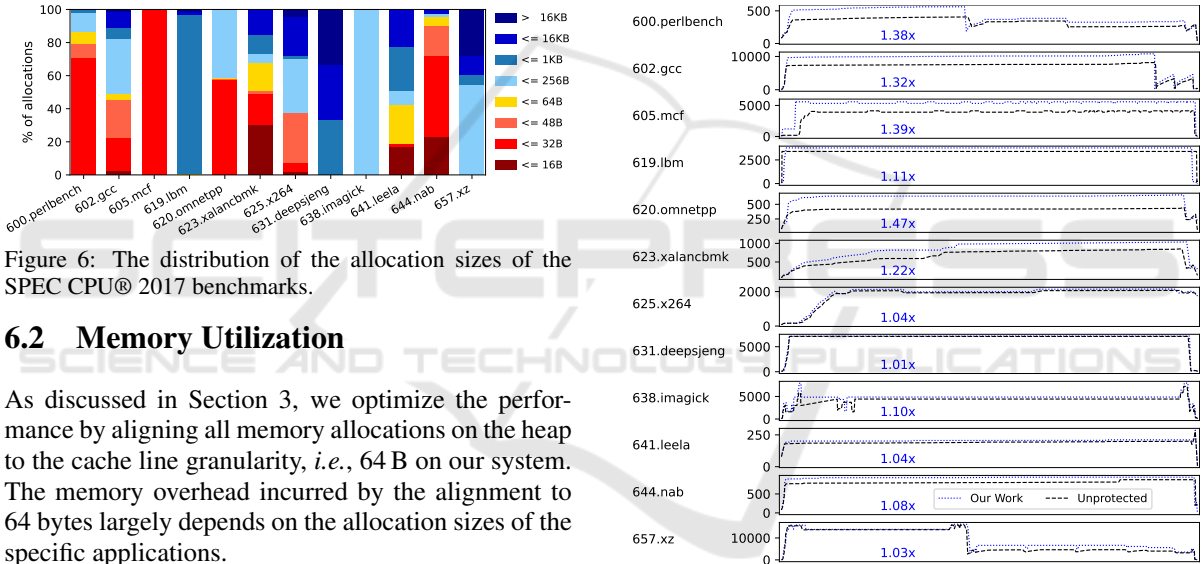 100
80
60
40
20
0
% of allocations
600.perlbench
602.gcc
605.mcf
619.lbm
620.omnetpp
623.xalancbmk
625.x264
631.deepsjeng
638.imagick
641.leela
644.nab
657.xz
> 16KB
<= 16KB
<= 1KB
<= 256B
<= 64B
<= 48B
<= 32B
<= 16B
Figure 6: The distribution of the allocation sizes of the
SPEC CPU® 2017 benchmarks.
6.2 Memory Utilization
As discussed in Section 3, we optimize the perfor-
mance by aligning all memory allocations on the heap
to the cache line granularity, i.e., 64 B on our system.
The memory overhead incurred by the alignment to
64 bytes largely depends on the allocation sizes of the
specific applications.
600.perlbench
500
0
1.38x
602.gcc
10000
0
1.32x
605.mcf
5000
0
1.39x
619.lbm
2500
0
1.11x
620.omnetpp
500
250
1.47x
623.xalancbmk
1000
500
1.22x
625.x264
2000
0
1.04x
631.deepsjeng
5000
0
1.01x
638.imagick
5000
0
1.10x
641.leela
250
0
1.04x
644.nab
500
0
1.08x
Our Work
Unprotected
657.xz
10000
0
1.03x
SCITEPRESS
SCIENCE AND TECHNOLOGY PUBLICATIONS